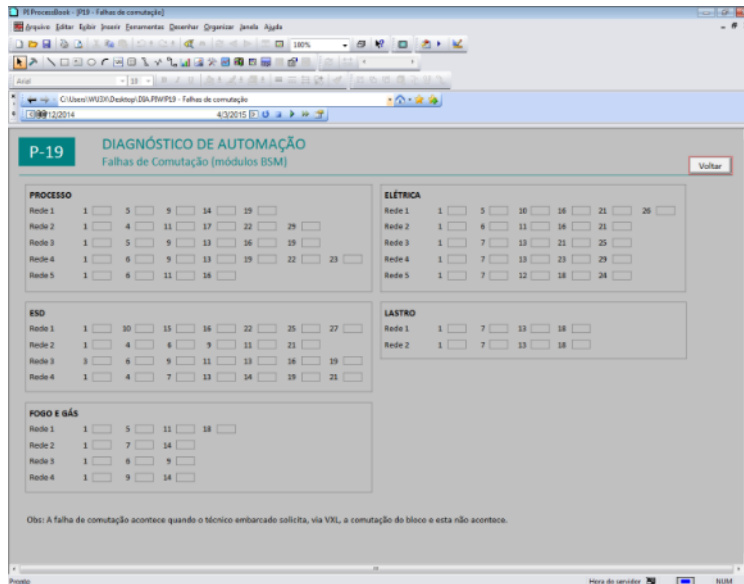 PI ProcessBook - [P19 - Falhas de comutação]
Arquivo Editar Exibir Inserir Ferramentas Desenhar Organizar Janela Ajuda
100%
Arial
C:\Users\WU3X\Desktop\DIA.PIW\P19 - Falhas de comutação
12/2014 4/3/2015
P-19
DIAGNÓSTICO DE AUTOMAÇÃO
Falhas de Comutação (módulos BSM)
Voltar
PROCESSO
Rede 1 1 5 9 14 19
Rede 2 1 4 11 17 22 29
Rede 3 1 5 9 13 16 19
Rede 4 1 6 9 13 19 22 23
Rede 5 1 6 11 16
ELÉTRICA
Rede 1 1 5 10 16 21 26
Rede 2 1 6 11 16 21
Rede 3 1 7 13 21 25
Rede 4 1 7 13 23 29
Rede 5 1 7 12 18 24
ESD
Rede 1 1 10 15 16 22 25 27
Rede 2 1 4 6 9 11 21
Rede 3 3 6 9 11 13 16 19
Rede 4 1 4 7 13 14 19 21
LASTRO
Rede 1 1 7 13 18
Rede 2 1 7 13 18
FOGO E GÁS
Rede 1 1 5 11 18
Rede 2 1 7 14
Rede 3 1 6 9
Rede 4 1 9 14
Obs: A falha de comutação acontece quando o técnico embarcado solicita, via VXL, a comutação do bloco e esta não acontece.
Pronto Hora do servidor NUM